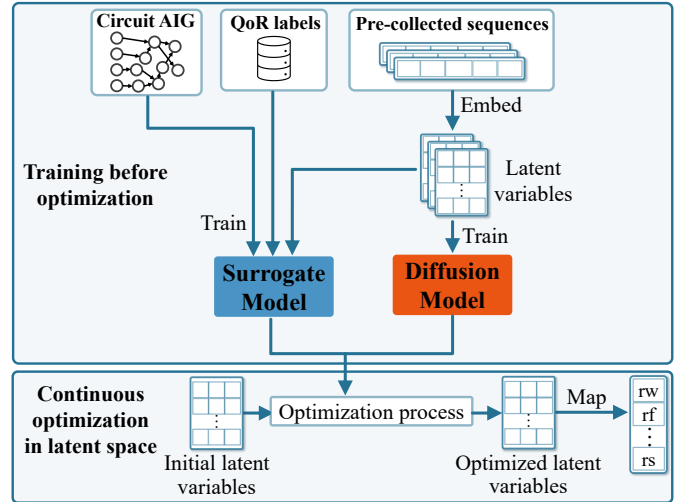 Circuit AIG
QoR labels
Pre-collected sequences
Embed
Training before
optimization
Latent
variables
Train
Train
Surrogate
Model
Diffusion
Model
Continuous
optimization
in latent space
Optimization process
Map
rw
rf
rs
Initial latent
variables
Optimized latent
variables